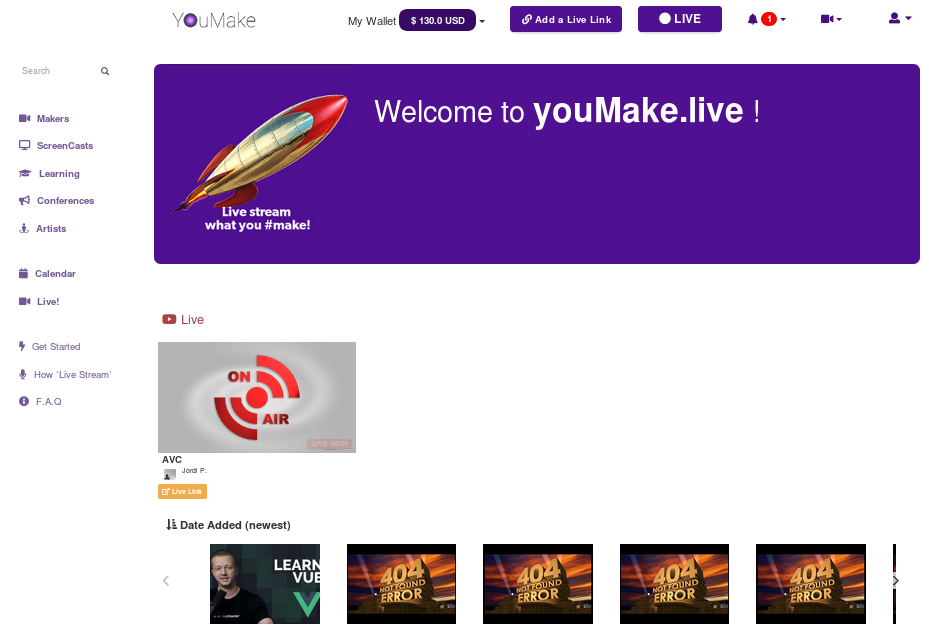 YouMake
My Wallet $ 130.0 USD
Add a Live Link
LIVE
1
Search
Makers
ScreenCasts
Learning
Conferences
Artists
Calendar
Live!
Get Started
How `Live Stream`
F.A.Q
Welcome to youMake.live !
Live stream
what you #make!
Live
ON
AIR
LIVE NOW
AVC
Jordi P.
Live Link
Date Added (newest)
LEARN
VUE
404
NOT FOUND
ERROR
404
NOT FOUND
ERROR
404
NOT FOUND
ERROR
404
NOT FOUND
ERROR